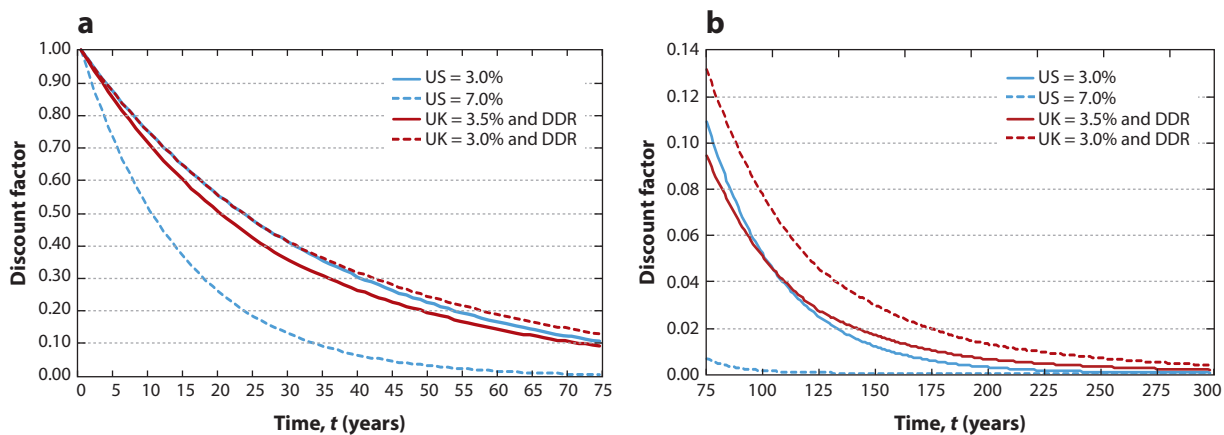 a
1.00
0.90
0.80
0.70
0.60
0.50
0.40
0.30
0.20
0.10
0.00
Discount factor
US = 3.0%
US = 7.0%
UK = 3.5% and DDR
UK = 3.0% and DDR
0 5 10 15 20 25 30 35 40 45 50 55 60 65 70 75
Time, t (years)
b
0.14
0.12
0.10
0.08
0.06
0.04
0.02
0.00
Discount factor
US = 3.0%
US = 7.0%
UK = 3.5% and DDR
UK = 3.0% and DDR
75 100 125 150 175 200 225 250 275 300
Time, t (years)